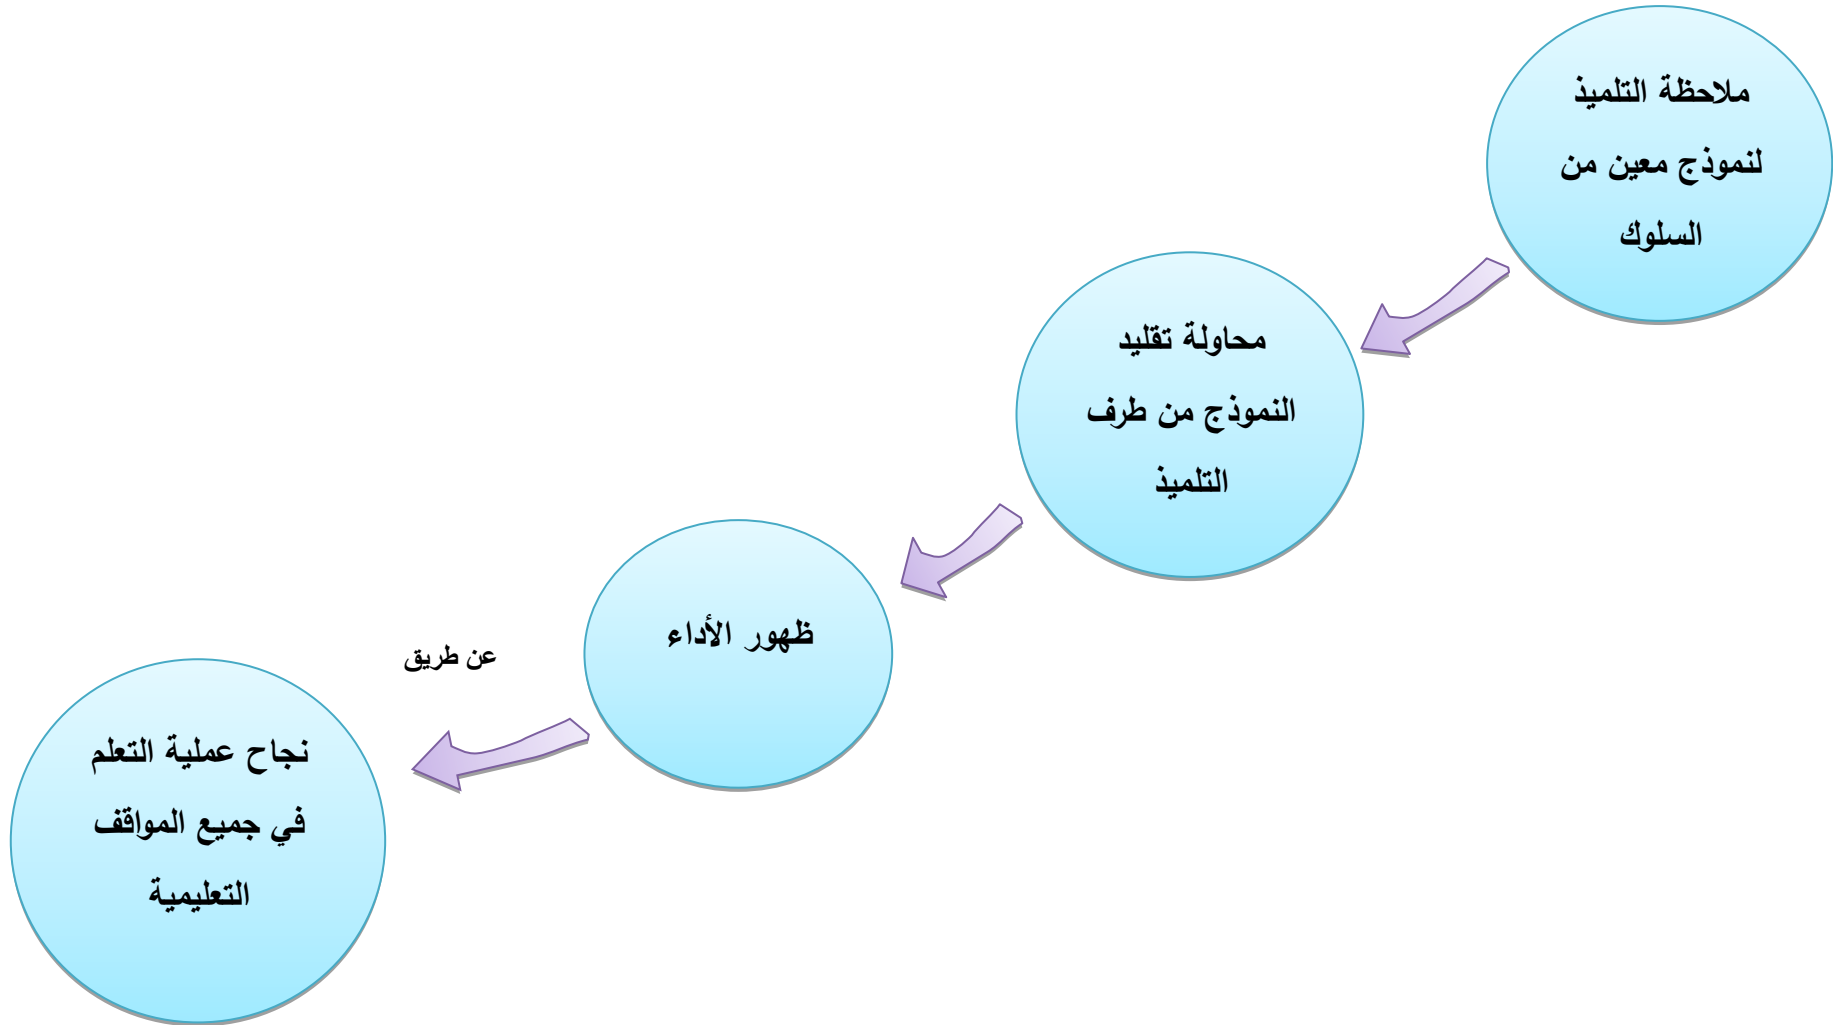 ملاحظة التلميذ
لنموذج معين من
السلوك
محاولة تقليد
النموذج من طرف
التلميذ
ظهور الأداء
عن طريق
نجاح عملية التعلم
في جميع المواقف
التعليمية